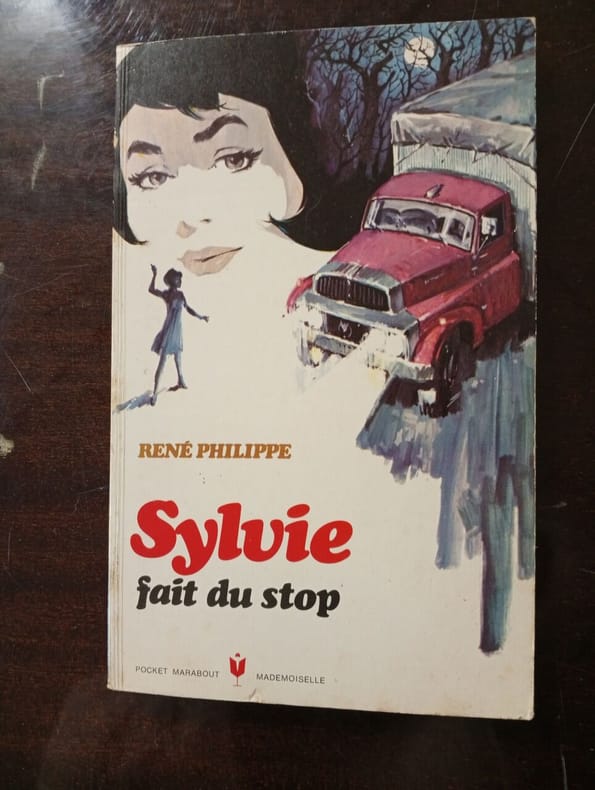 RENÉ PHILIPPE
Sylvie
fait du stop
POCKET MARABOUT MADEMOISELLE